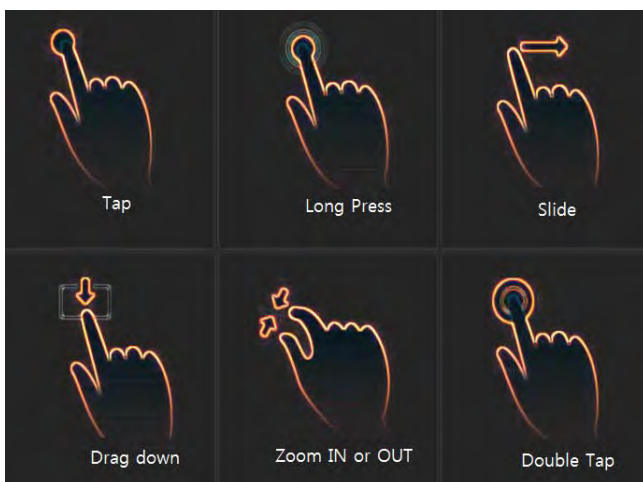 Tap
Long Press
Slide
Drag down
Zoom IN or OUT
Double Tap